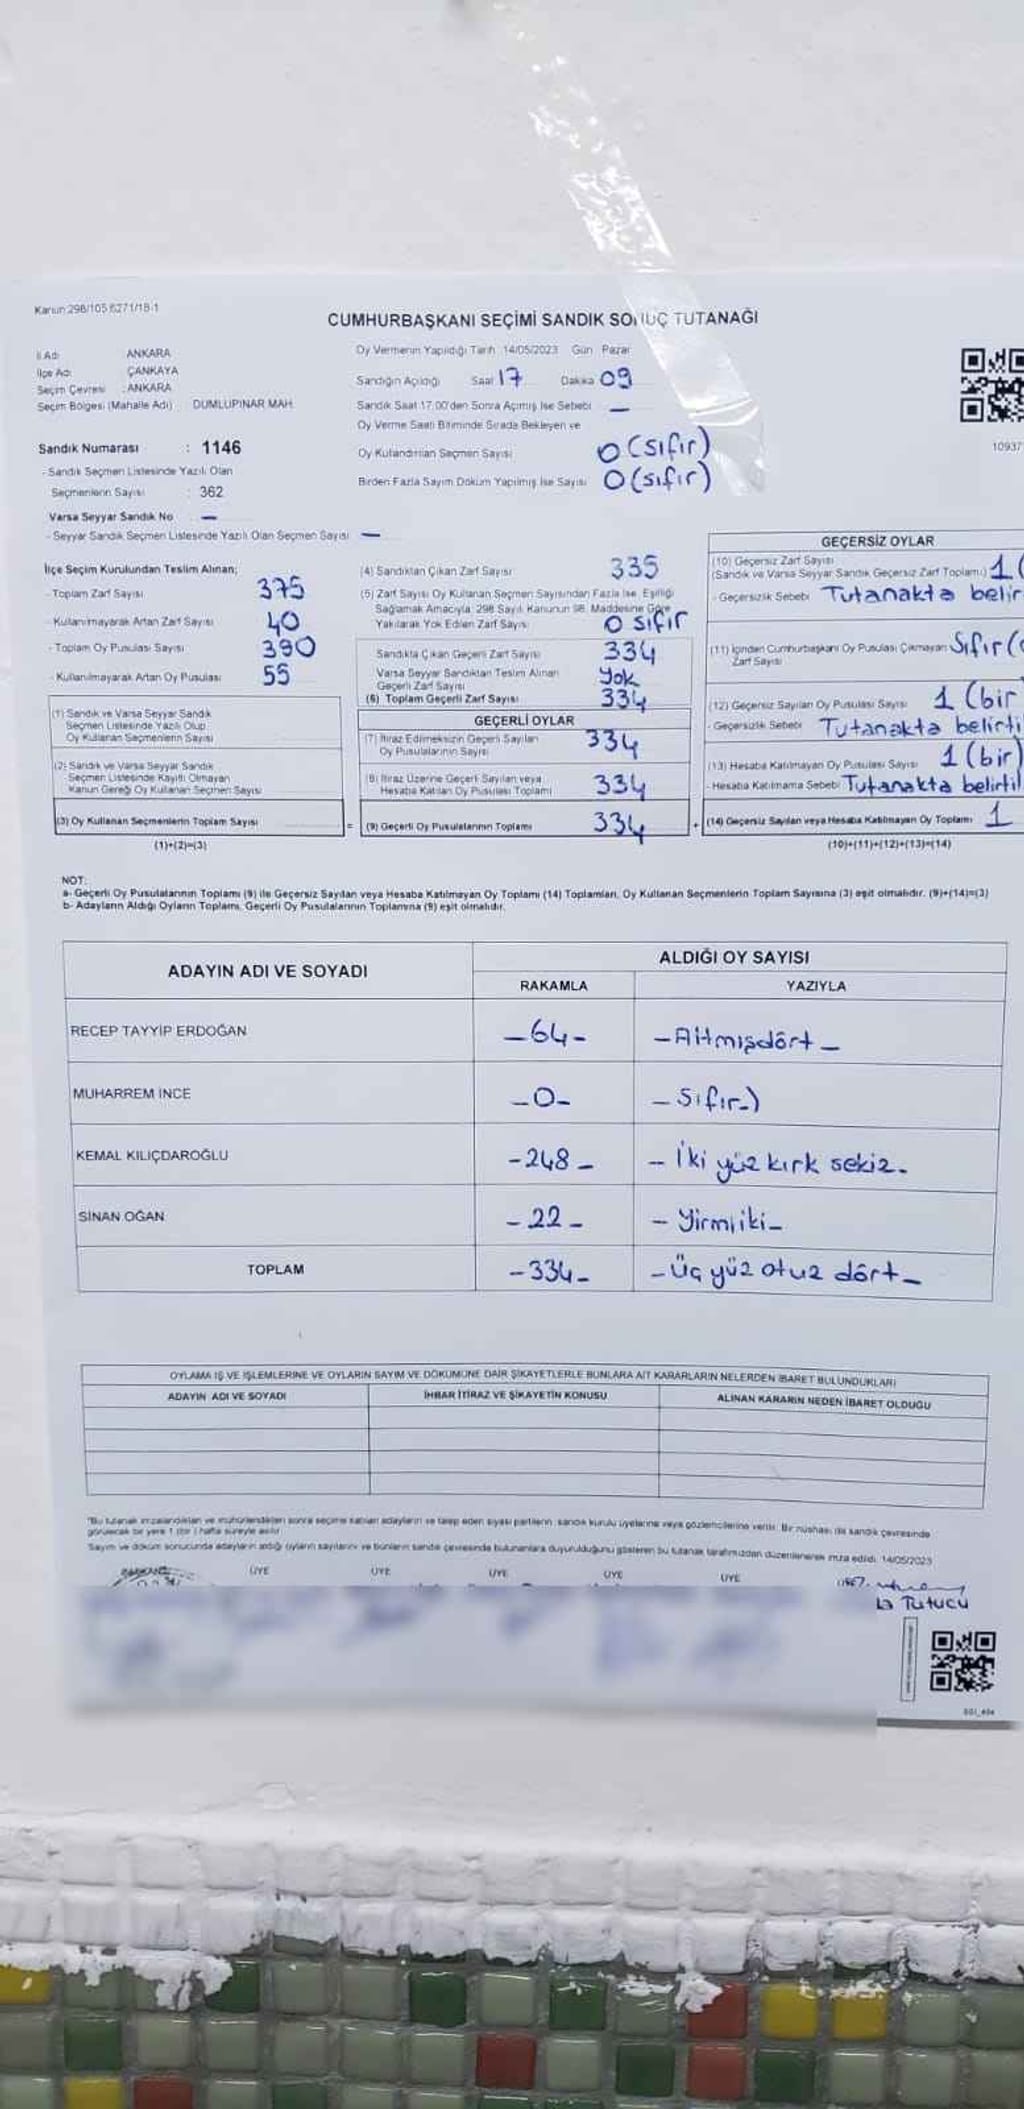 Kanun:298/105,6271/18-1
CUMHURBAŞKANI SEÇİMİ SANDIK SONUÇ TUTANAĞI
İl Adı ANKARA
İlçe Adı ÇANKAYA
Seçim Çevresi : ANKARA
Seçim Bölgesi (Mahalle Adı) DUMLUPINAR MAH.
Oy Vermenin Yapıldığı Tarih 14/05/2023 Gün Pazar
Sandığın Açıldığı Saat 17 Dakika 09
Sandık Saat 17.00'den Sonra Açımış İse Sebebi —
Oy Verme Saati Bitiminde Sırada Bekleyen ve
Oy Kullandırılan Seçmen Sayısı 0 (sıfır)
Birden Fazla Sayım Döküm Yapılmış İse Sayısı 0 (sıfır)
10937
Sandık Numarası : 1146
- Sandık Seçmen Listesinde Yazılı Olan
Seçmenlerin Sayısı : 362
Varsa Seyyar Sandık No —
- Seyyar Sandık Seçmen Listesinde Yazılı Olan Seçmen Sayısı —
İlçe Seçim Kurulundan Teslim Alınan;
- Toplam Zarf Sayısı 375
- Kullanılmayarak Artan Zarf Sayısı 40
- Toplam Oy Pusulası Sayısı 390
- Kullanılmayarak Artan Oy Pusulası 55
(1) Sandık ve Varsa Seyyar Sandık
Seçmen Listesinde Yazılı Olup
Oy Kullanan Seçmenlerin Sayısı
(2) Sandık ve Varsa Seyyar Sandık
Seçmen Listesinde Kayıtlı Olmayan
Kanun Gereği Oy Kullanan Seçmen Sayısı
(3) Oy Kullanan Seçmenlerin Toplam Sayısı
(1)+(2)=(3)
(4) Sandıktan Çıkan Zarf Sayısı 335
(5) Zarf Sayısı Oy Kullanan Seçmen Sayısından Fazla İse, Eşitliği
Sağlamak Amacıyla, 298 Sayılı Kanunun 98. Maddesine Göre
Yakılarak Yok Edilen Zarf Sayısı 0 sıfır
Sandıkta Çıkan Geçerli Zarf Sayısı 334
Varsa Seyyar Sandıktan Teslim Alınan
Geçerli Zarf Sayısı Yok
(6) Toplam Geçerli Zarf Sayısı 334
GEÇERLİ OYLAR
(7) İtiraz Edilmeksizin Geçerli Sayılan
Oy Pusulalarının Sayısı 334
(8) İtiraz Üzerine Geçerli Sayılan veya
Hesaba Katılan Oy Pusulası Toplamı 334
= (9) Geçerli Oy Pusulalarının Toplamı 334 +
GEÇERSİZ OYLAR
(10) Geçersiz Zarf Sayısı
(Sandık ve Varsa Seyyar Sandık Geçersiz Zarf Toplamı) 1 (
- Geçersizlik Sebebi Tutanakta belir
(11) İçinden Cumhurbaşkanı Oy Pusulası Çıkmayan Sıfır (
Zarf Sayısı
(12) Geçersiz Sayılan Oy Pusulası Sayısı 1 (bir
- Geçersizlik Sebebi Tutanakta belirti
(13) Hesaba Katılmayan Oy Pusulası Sayısı 1 (bir)
- Hesaba Katılmama Sebebi Tutanakta belirtil
(14) Geçersiz Sayılan veya Hesaba Katılmayan Oy Toplamı 1
(10)+(11)+(12)+(13)=(14)
NOT:
a- Geçerli Oy Pusulalarının Toplamı (9) ile Geçersiz Sayılan veya Hesaba Katılmayan Oy Toplamı (14) Toplamları, Oy Kullanan Seçmenlerin Toplam Sayısına (3) eşit olmalıdır. (9)+(14)=(3)
b- Adayların Aldığı Oyların Toplamı, Geçerli Oy Pusulalarının Toplamına (9) eşit olmalıdır.
ADAYIN ADI VE SOYADI ALDIĞI OY SAYISI
RAKAMLA YAZIYLA
RECEP TAYYİP ERDOĞAN -64- -Altmışdört-
MUHARREM İNCE -0- -Sıfır-)
KEMAL KILIÇDAROĞLU -248- -İki yüz kırk sekiz-
SİNAN OĞAN -22- -Yirmiiki-
TOPLAM -334- -Üç yüz otuz dört-
OYLAMA İŞ VE İŞLEMLERİNE VE OYLARIN SAYIM VE DÖKÜMÜNE DAİR ŞİKAYETLERLE BUNLARA AİT KARARLARIN NELERDEN İBARET BULUNDUKLARI
ADAYIN ADI VE SOYADI İHBAR İTİRAZ VE ŞİKAYETİN KONUSU ALINAN KARARIN NEDEN İBARET OLDUĞU
"Bu tutanak imzalandıktan ve mühürlendikten sonra seçime katılan adayların ve talep eden siyasi partilerin sandık kurulu üyelerine veya gözlemcilerine verilir. Bir nüshası da sandık çevresinde
görülecek bir yere 1 (bir) hafta süreyle asılır.
Sayım ve döküm sonucunda adayların aldığı oyların sayılarını ve bunların sandık çevresinde bulunanlara duyurulduğunu gösteren bu tutanak tarafımızdan düzenlenerek imza edildi. 14/05/2023
BAŞKAN ÜYE ÜYE ÜYE ÜYE ÜYE
Tutucu